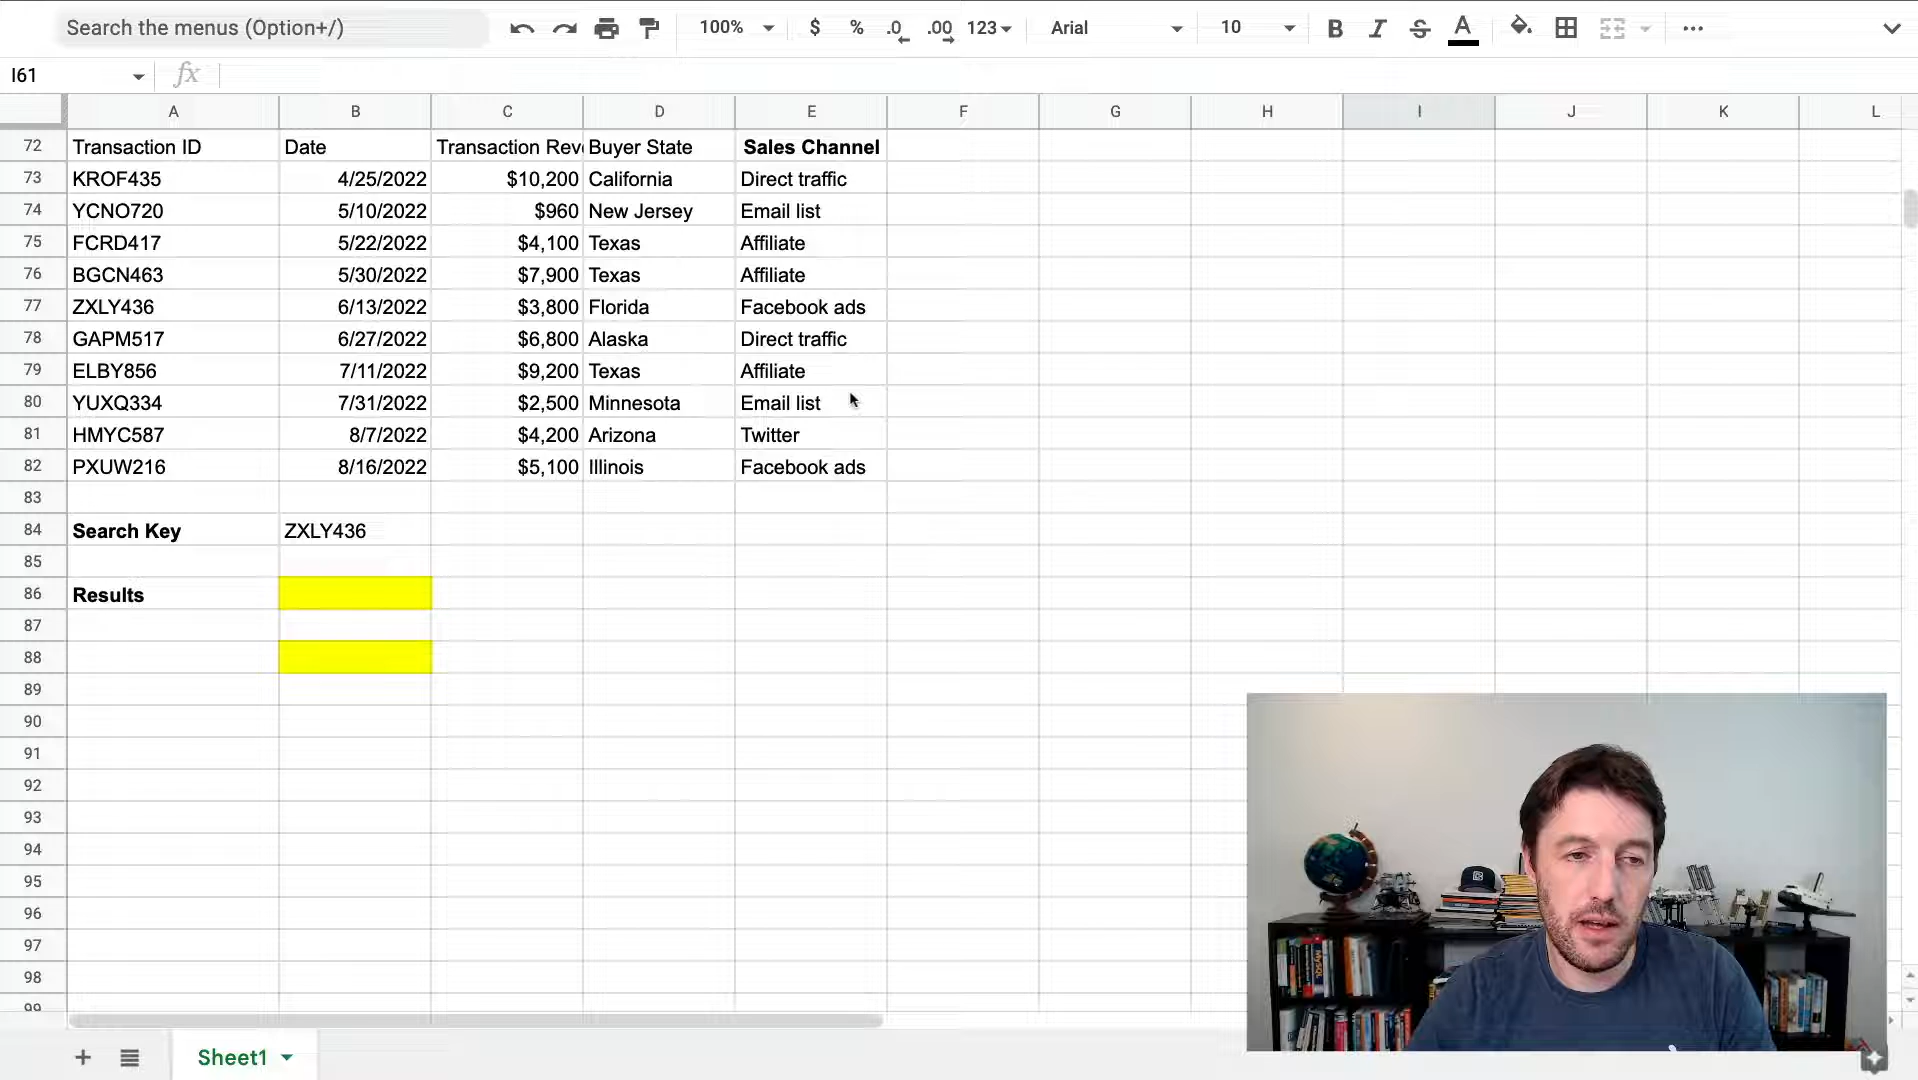 Search the menus (Option+/)
100%
$ % .0 .00 123
Arial
10
B I S A
I61
fx
A B C D E F G H I J K L
72 Transaction ID Date Transaction Reve Buyer State Sales Channel
73 KROF435 4/25/2022 $10,200 California Direct traffic
74 YCNO720 5/10/2022 $960 New Jersey Email list
75 FCRD417 5/22/2022 $4,100 Texas Affiliate
76 BGCN463 5/30/2022 $7,900 Texas Affiliate
77 ZXLY436 6/13/2022 $3,800 Florida Facebook ads
78 GAPM517 6/27/2022 $6,800 Alaska Direct traffic
79 ELBY856 7/11/2022 $9,200 Texas Affiliate
80 YUXQ334 7/31/2022 $2,500 Minnesota Email list
81 HMYC587 8/7/2022 $4,200 Arizona Twitter
82 PXUW216 8/16/2022 $5,100 Illinois Facebook ads
83
84 Search Key ZXLY436
85
86 Results
87
88
89
90
91
92
93
94
95
96
97
98
99
MySQL
Sheet1